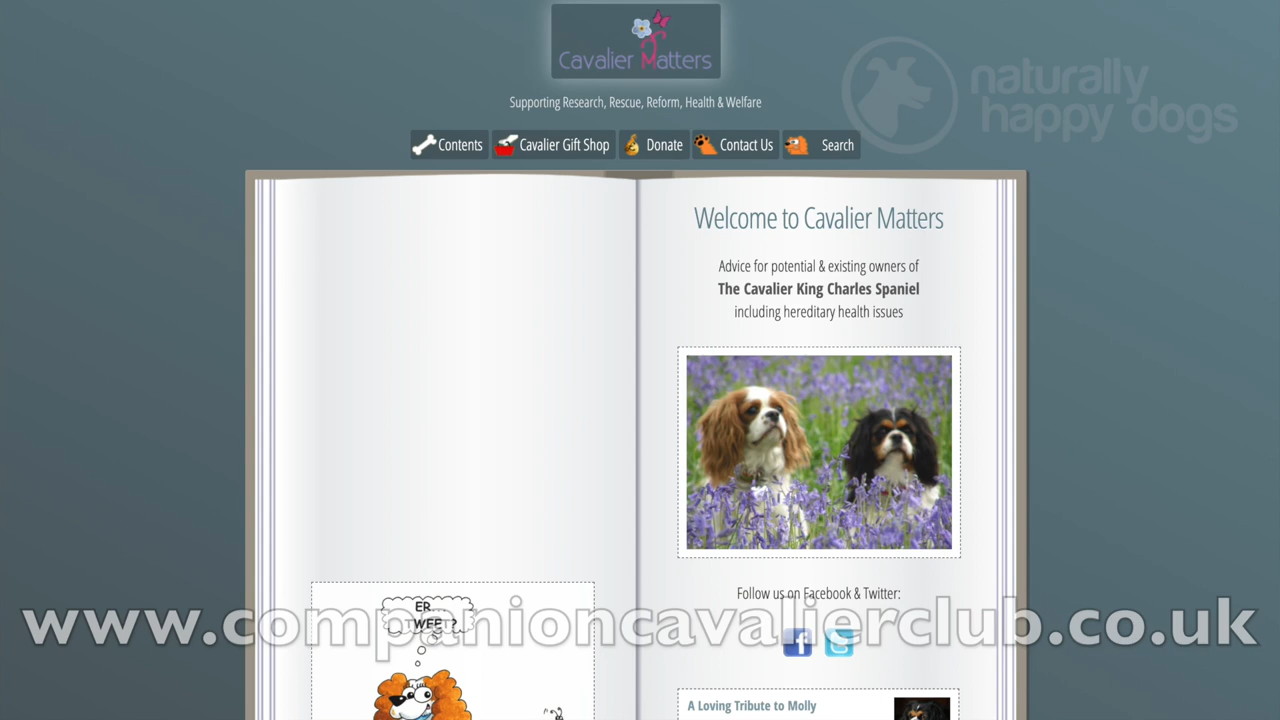 Cavalier Matters
naturally
happy dogs
Supporting Research, Rescue, Reform, Health & Welfare
Contents
Cavalier Gift Shop
Donate
Contact Us
Search
Welcome to Cavalier Matters
Advice for potential & existing owners of
The Cavalier King Charles Spaniel
including hereditary health issues
Follow us on Facebook & Twitter:
ER..
TWEET?
www.companioncavalierclub.co.uk
A Loving Tribute to Molly